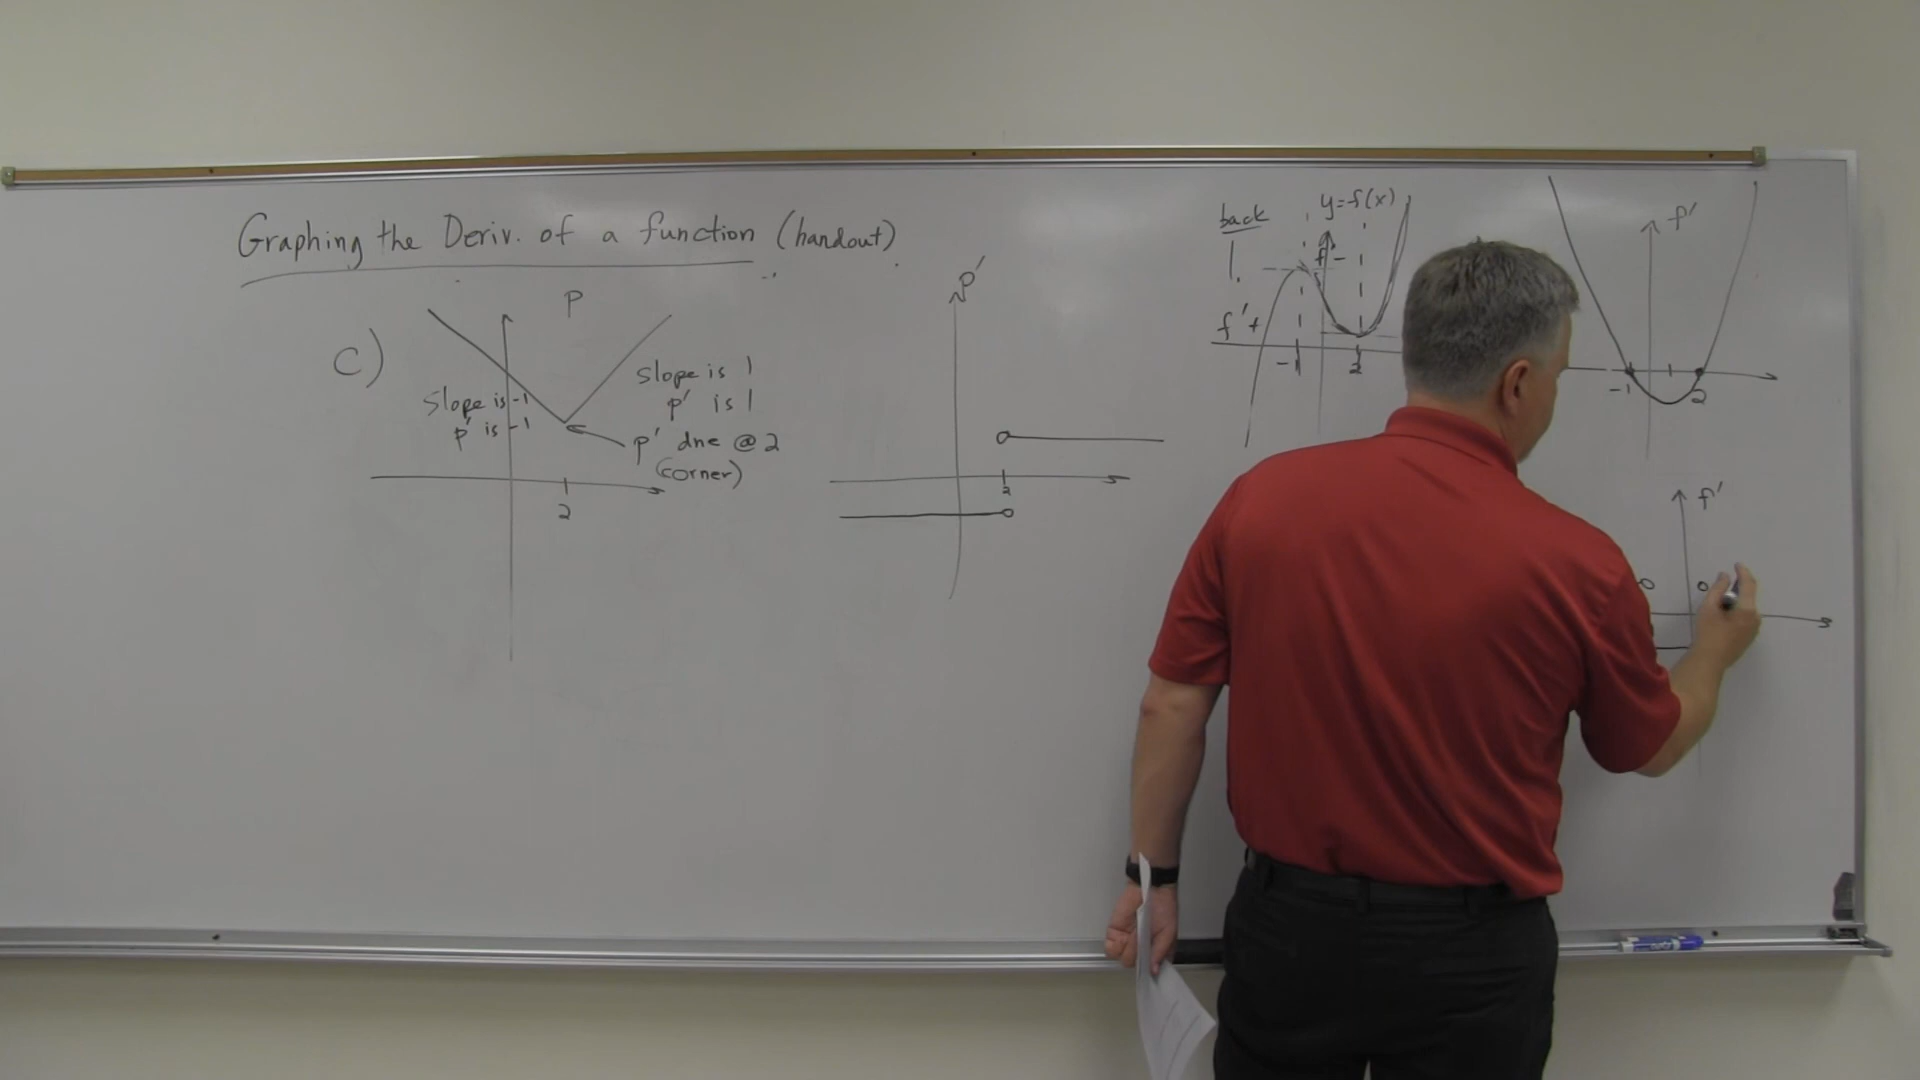 Graphing the Deriv. of a function (handout)
C)
P
Slope is -1
p' is -1
Slope is 1
p' is 1
p' dne @ 2
(corner)
2
p'
2
back
1.
y=f(x)
f' -
f' +
-1
2
f'
-1
2
f'